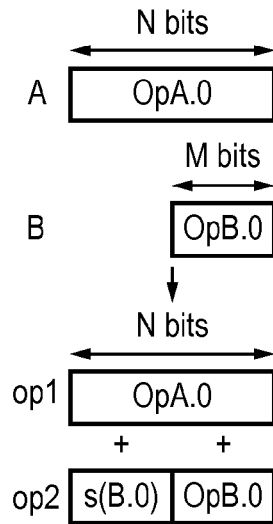 N bits
A OpA.0
M bits
B OpB.0
N bits
op1 OpA.0
+ +
op2 s(B.0) OpB.0